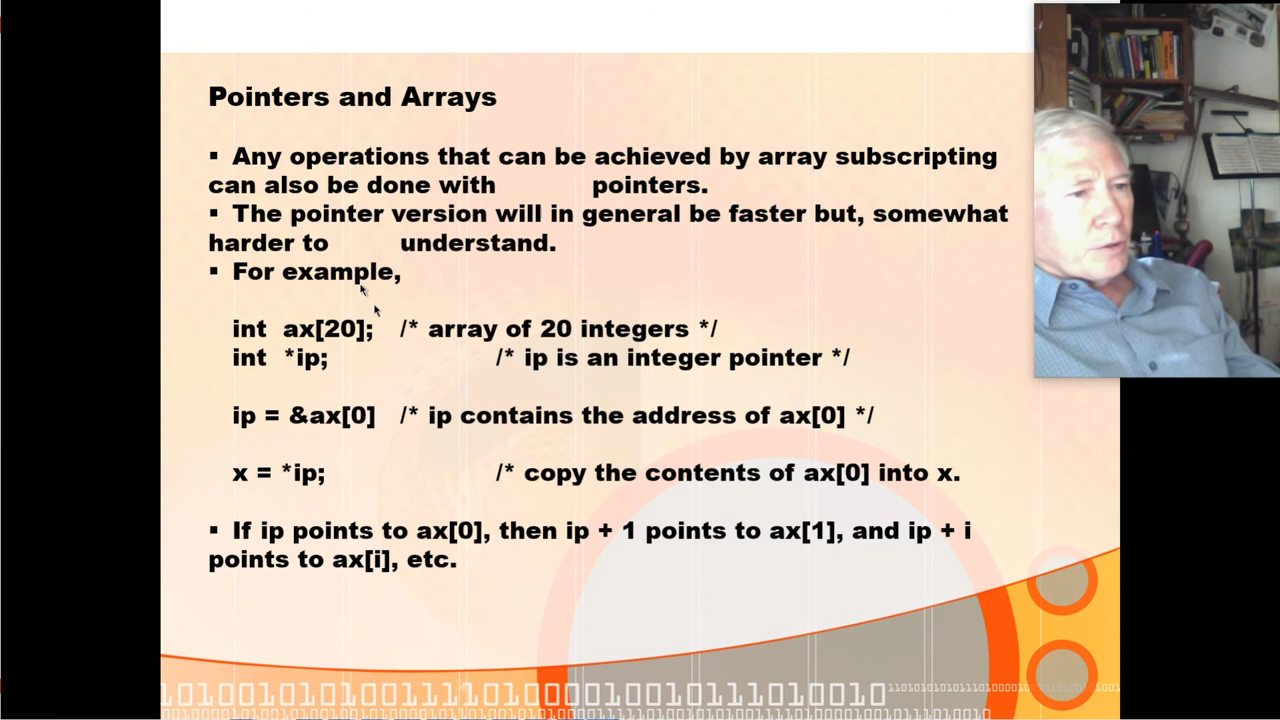 Pointers and Arrays
▪ Any operations that can be achieved by array subscripting
can also be done with pointers.
▪ The pointer version will in general be faster but, somewhat
harder to understand.
▪ For example,
int ax[20]; /* array of 20 integers */
int *ip; /* ip is an integer pointer */
ip = &ax[0] /* ip contains the address of ax[0] */
x = *ip; /* copy the contents of ax[0] into x.
▪ If ip points to ax[0], then ip + 1 points to ax[1], and ip + i
points to ax[i], etc.